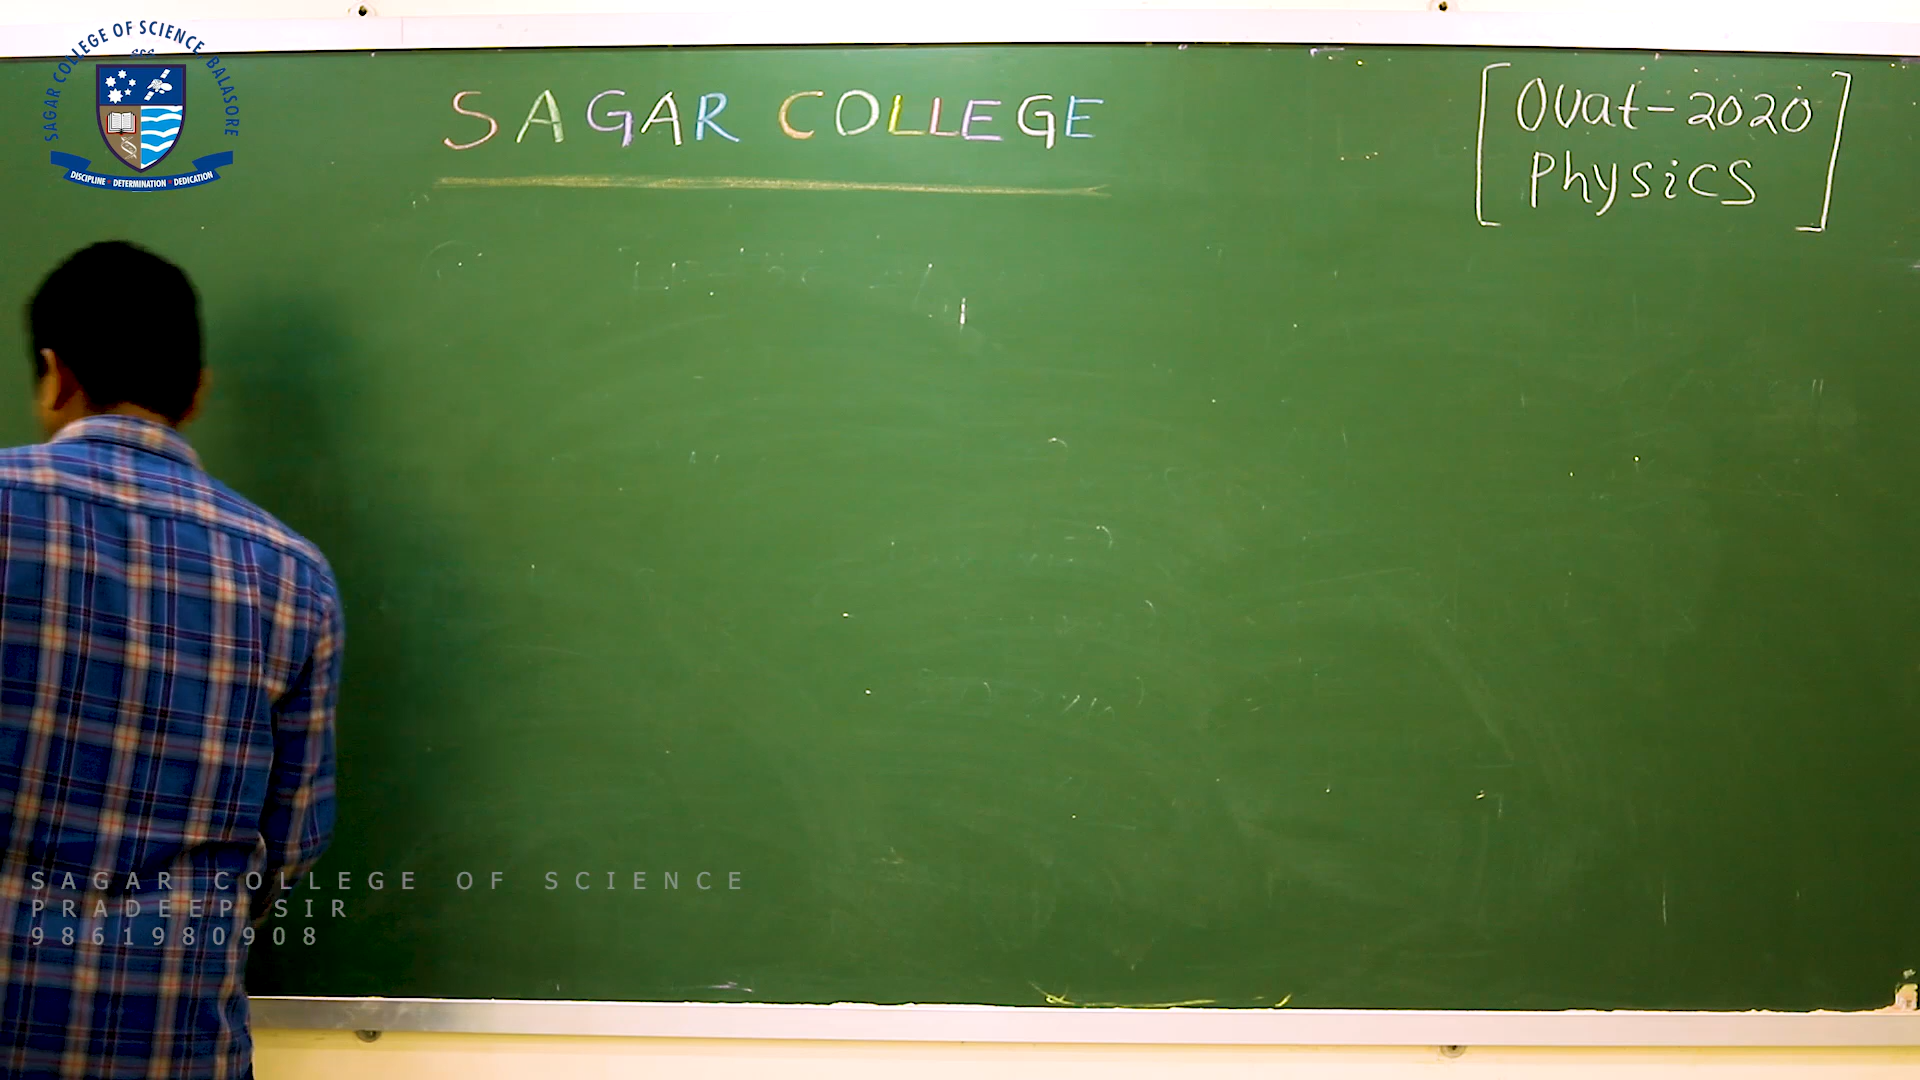 SAGAR COLLEGE OF SCIENCE, BALASORE
DISCIPLINE DETERMINATION DEDICATION
SAGAR COLLEGE
OUat-2020
Physics
SAGAR COLLEGE OF SCIENCE
PRADEEP SIR
9861980908